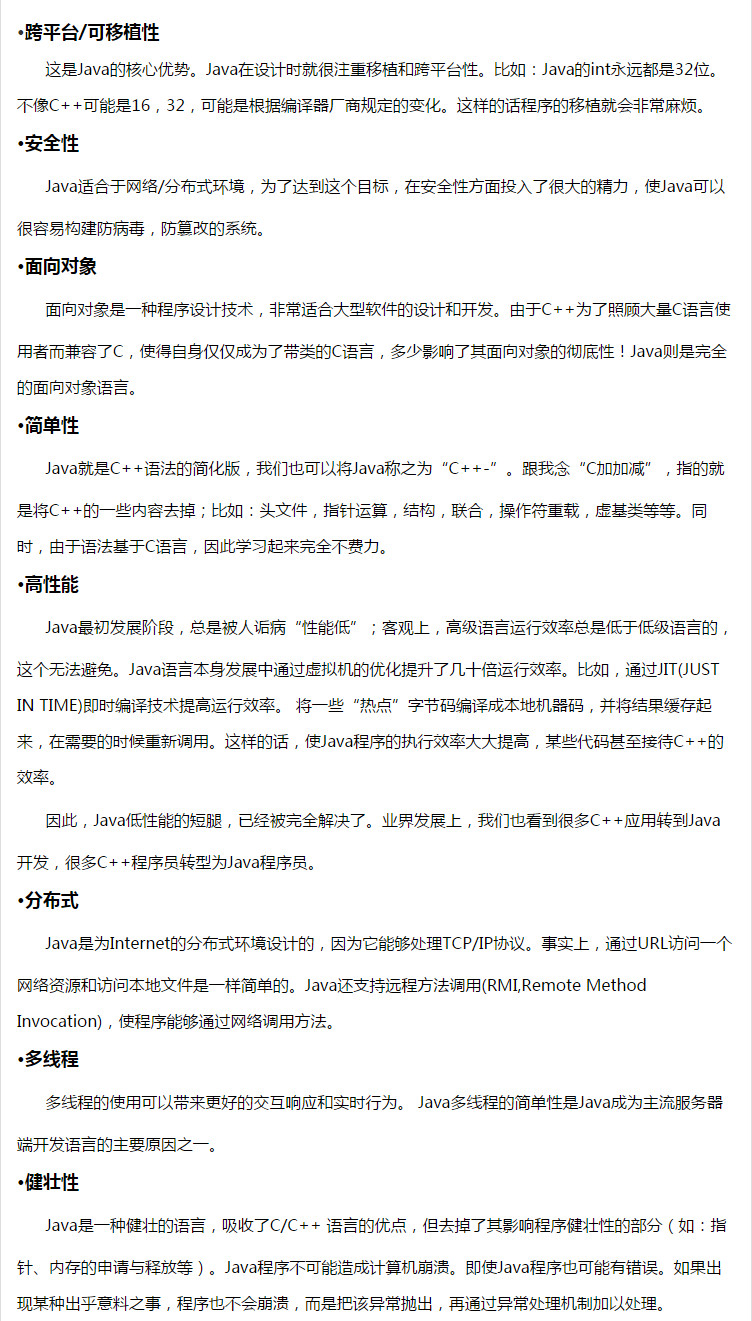 •跨平台/可移植性
这是Java的核心优势。Java在设计时就很注重移植和跨平台性。比如：Java的int永远都是32位。
不像C++可能是16，32，可能是根据编译器厂商规定的变化。这样的话程序的移植就会非常麻烦。
•安全性
Java适合于网络/分布式环境，为了达到这个目标，在安全性方面投入了很大的精力，使Java可以
很容易构建防病毒，防篡改的系统。
•面向对象
面向对象是一种程序设计技术，非常适合大型软件的设计和开发。由于C++为了照顾大量C语言使
用者而兼容了C，使得自身仅仅成为了带类的C语言，多少影响了其面向对象的彻底性！Java则是完全
的面向对象语言。
•简单性
Java就是C++语法的简化版，我们也可以将Java称之为“C++-”。跟我念“C加加减”，指的就
是将C++的一些内容去掉；比如：头文件，指针运算，结构，联合，操作符重载，虚基类等等。同
时，由于语法基于C语言，因此学习起来完全不费力。
•高性能
Java最初发展阶段，总是被人诟病“性能低”；客观上，高级语言运行效率总是低于低级语言的，
这个无法避免。Java语言本身发展中通过虚拟机的优化提升了几十倍运行效率。比如，通过JIT(JUST
IN TIME)即时编译技术提高运行效率。 将一些“热点”字节码编译成本地机器码，并将结果缓存起
来，在需要的时候重新调用。这样的话，使Java程序的执行效率大大提高，某些代码甚至接待C++的
效率。
因此，Java低性能的短腿，已经被完全解决了。业界发展上，我们也看到很多C++应用转到Java
开发，很多C++程序员转型为Java程序员。
•分布式
Java是为Internet的分布式环境设计的，因为它能够处理TCP/IP协议。事实上，通过URL访问一个
网络资源和访问本地文件是一样简单的。Java还支持远程方法调用(RMI,Remote Method
Invocation)，使程序能够通过网络调用方法。
•多线程
多线程的使用可以带来更好的交互响应和实时行为。 Java多线程的简单性是Java成为主流服务器
端开发语言的主要原因之一。
•健壮性
Java是一种健壮的语言，吸收了C/C++ 语言的优点，但去掉了其影响程序健壮性的部分（如：指
针、内存的申请与释放等）。Java程序不可能造成计算机崩溃。即使Java程序也可能有错误。如果出
现某种出乎意料之事，程序也不会崩溃，而是把该异常抛出，再通过异常处理机制加以处理。